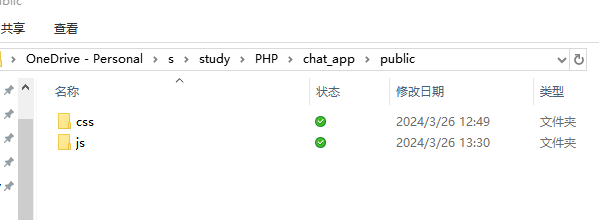 共享 查看
OneDrive - Personal > s > study > PHP > chat_app > public
名称 状态 修改日期 类型
css 2024/3/26 12:49 文件夹
js 2024/3/26 13:30 文件夹